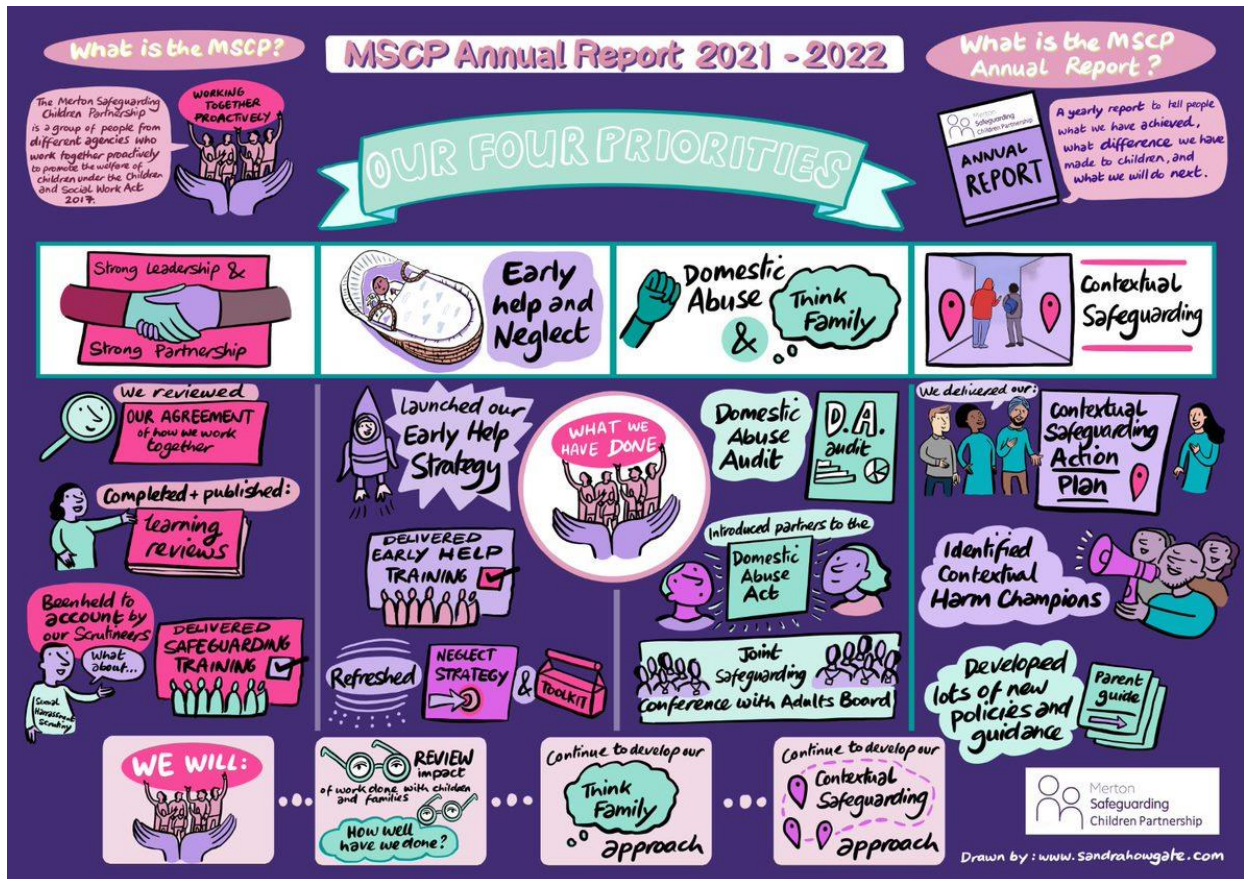 What is the MSCP?
The Merton Safeguarding
Children Partnership
is a group of people from
different agencies who
work together proactively
to promote the welfare of
children under the Children
and Social Work Act
2017.
WORKING
TOGETHER
PROACTIVELY
MSCP Annual Report 2021 - 2022
OUR FOUR PRIORITIES
What is the MSCP
Annual Report?
Merton
Safeguarding
Children Partnership
ANNUAL
REPORT
A yearly report to tell people
what we have achieved,
what difference we have
made to children, and
what we will do next.
Strong Leadership &
Strong Partnership
Early
help and
Neglect
Domestic
Abuse
&
Think
Family
Contextual
Safeguarding
We reviewed
OUR AGREEMENT
of how we work
together
Completed + published:
learning
reviews
Been held to
account by
our Scrutineers
What
about...
Sexual
Harassment
Scrutiny
DELIVERED
SAFEGUARDING
TRAINING
Launched our
Early Help
Strategy
DELIVERED
EARLY HELP
TRAINING
Refreshed
NEGLECT
STRATEGY
&
TOOLKIT
WHAT WE
HAVE DONE
Domestic
Abuse
Audit
D.A.
audit
Introduced partners to the
Domestic
Abuse
Act
Joint
Safeguarding
Conference with Adults Board
We delivered our:
Contextual
Safeguarding
Action
Plan
Identified
Contextual
Harm Champions
Developed
lots of new
policies and
guidance
Parent
guide
WE WILL:
REVIEW
impact
of work done with children
and families
How well
have we done?
Continue to develop our
Think
Family
approach
Continue to develop our
Contextual
Safeguarding
approach
Merton
Safeguarding
Children Partnership
Drawn by: www.sandrahowgate.com